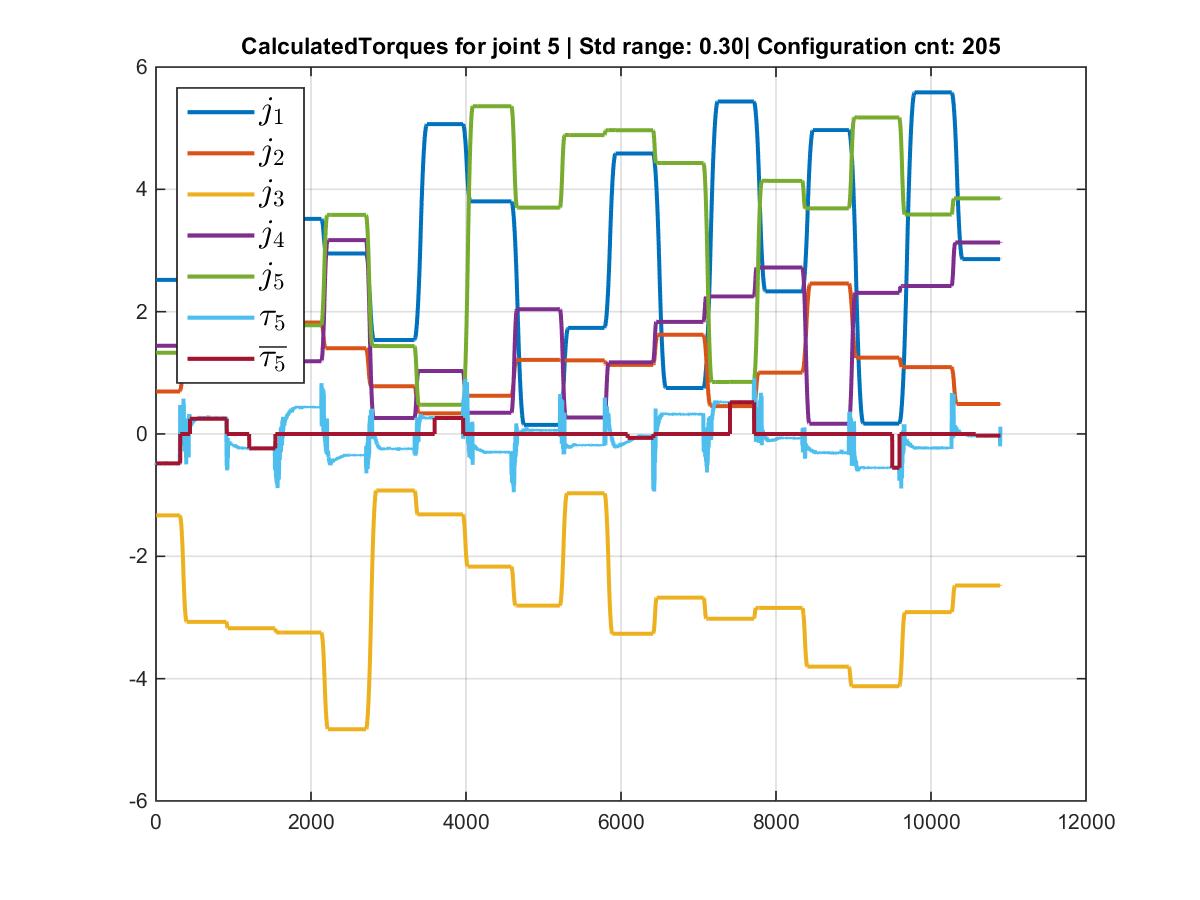 CalculatedTorques for joint 5 | Std range: 0.30| Configuration cnt: 205
6
4
2
0
-2
-4
-6
j₁
j₂
j₃
j₄
j₅
τ₅
τ̅₅
0 2000 4000 6000 8000 10000 12000